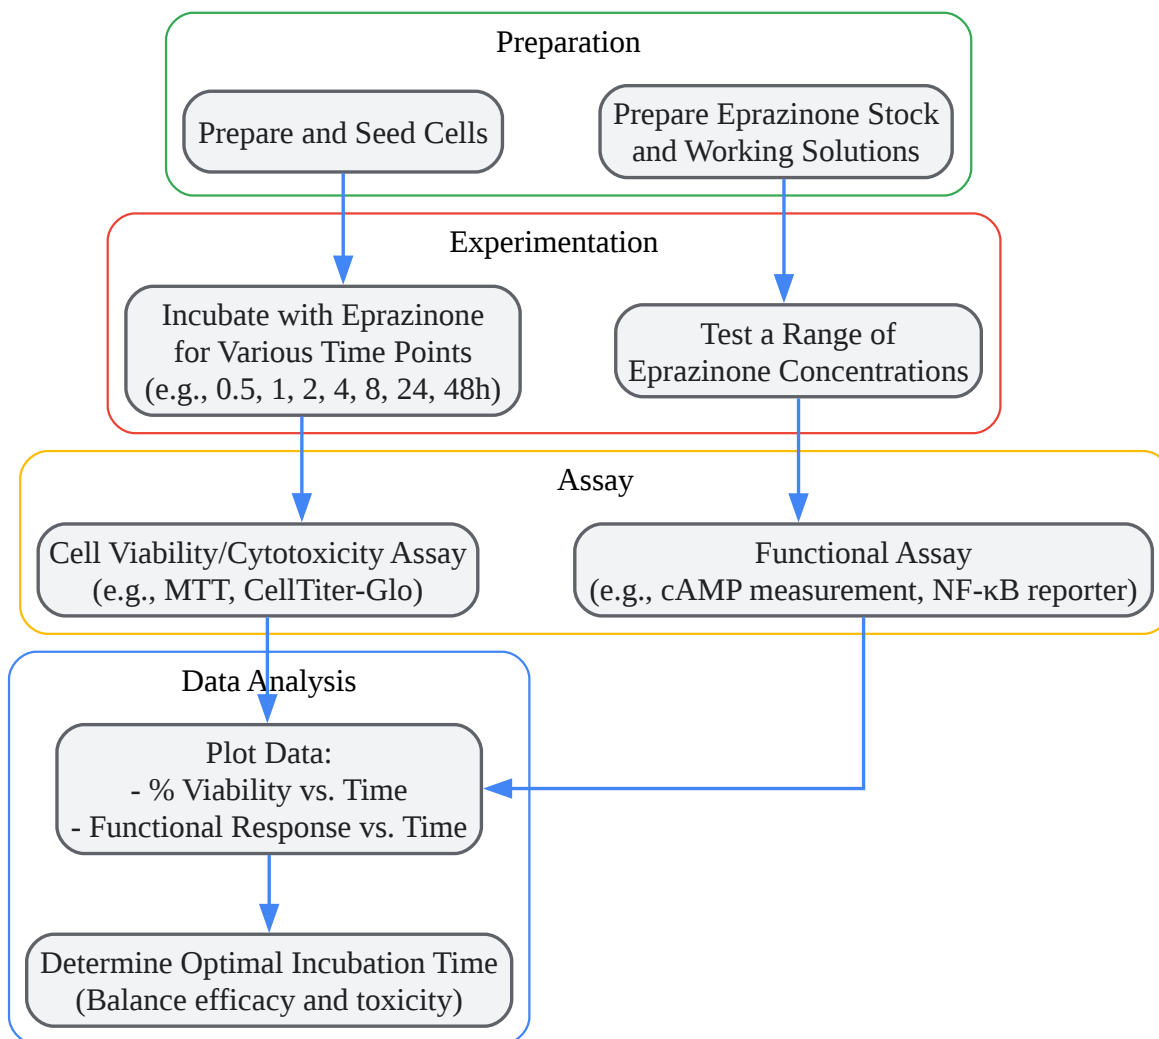 Preparation
Prepare and Seed Cells
Prepare Eprazinone Stock
and Working Solutions
Experimentation
Incubate with Eprazinone
for Various Time Points
(e.g., 0.5, 1, 2, 4, 8, 24, 48h)
Test a Range of
Eprazinone Concentrations
Assay
Cell Viability/Cytotoxicity Assay
(e.g., MTT, CellTiter-Glo)
Functional Assay
(e.g., cAMP measurement, NF-κB reporter)
Data Analysis
Plot Data:
- % Viability vs. Time
- Functional Response vs. Time
Determine Optimal Incubation Time
(Balance efficacy and toxicity)